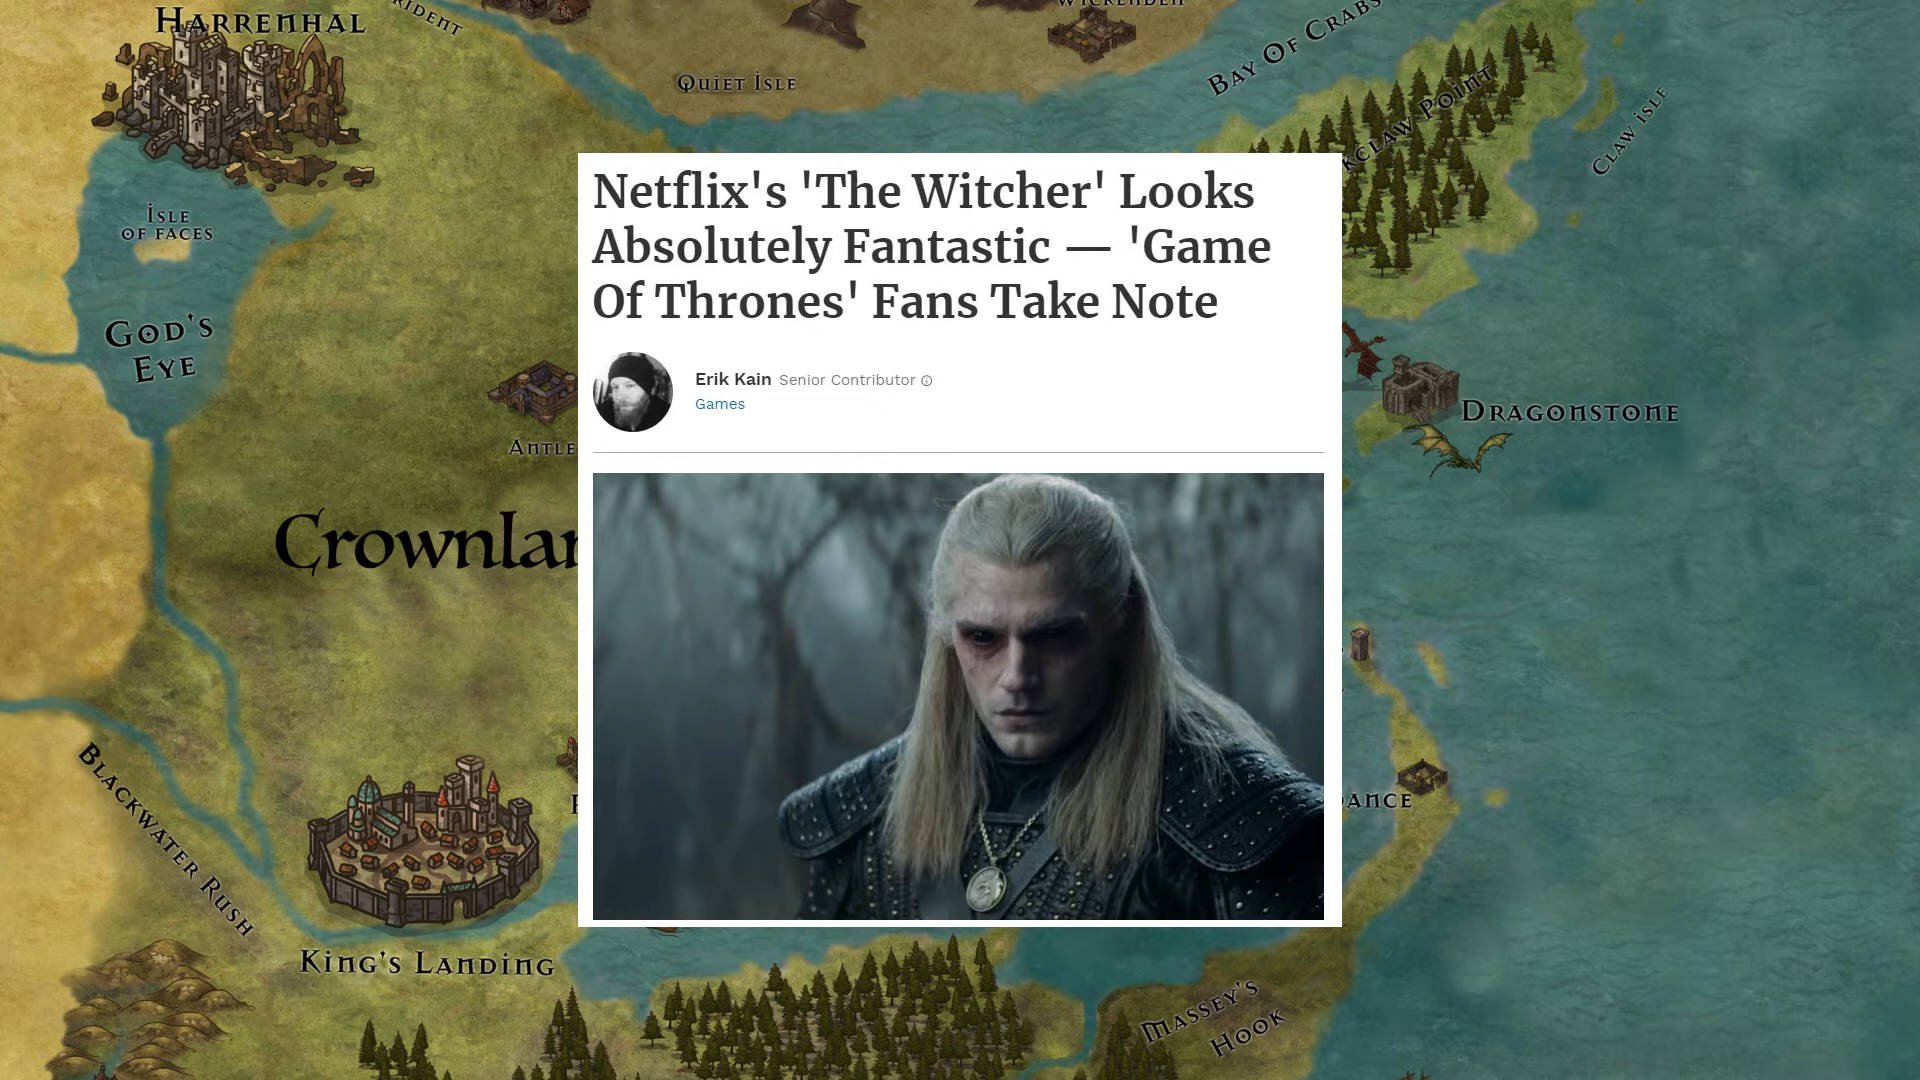 HARRENHAL
QUIET ISLE
BAY OF CRABS
CLAW ISLE
ISLE
OF FACES
GOD'S
EYE
Netflix's 'The Witcher' Looks
Absolutely Fantastic — 'Game
Of Thrones' Fans Take Note
Erik Kain Senior Contributor
Games
DRAGONSTONE
BLACKWATER RUSH
KING'S LANDING
MASSEY'S
HOOK